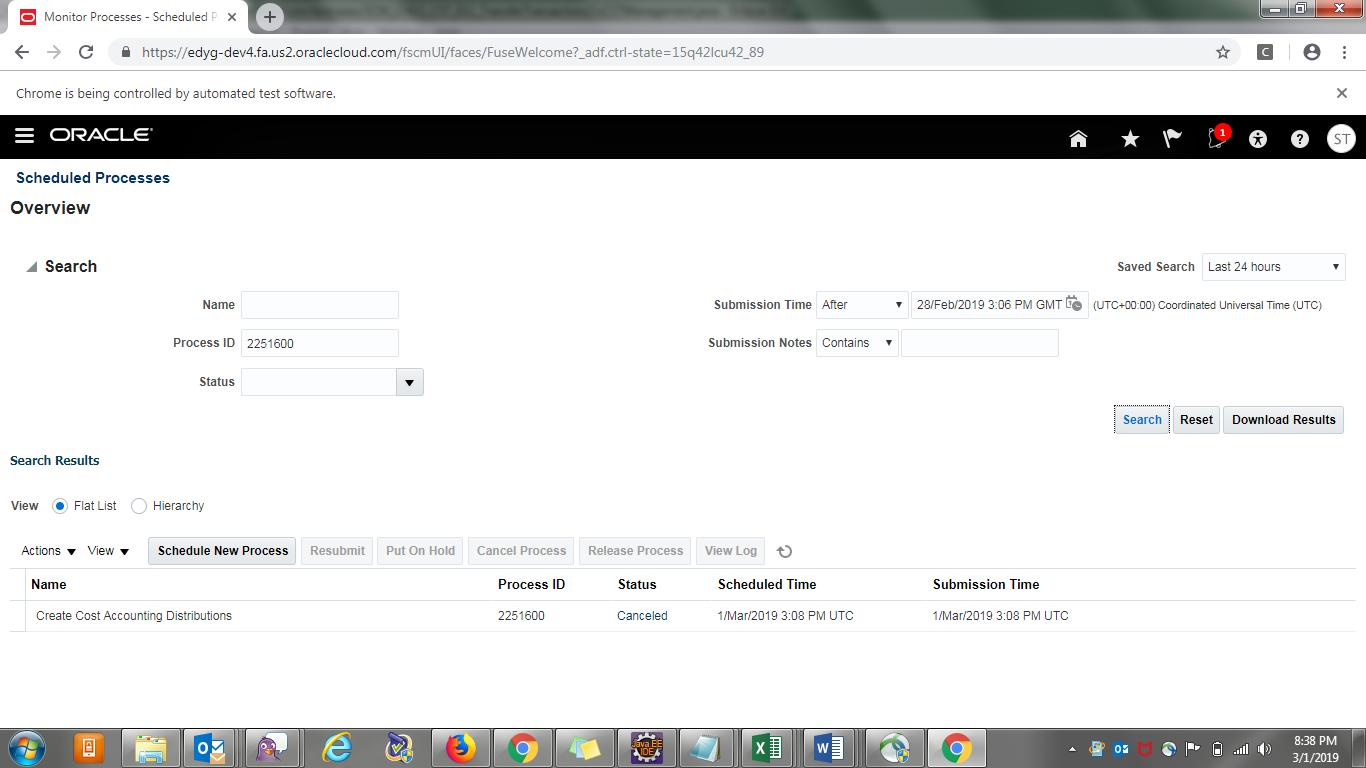 Monitor Processes - Scheduled P
https://edyg-dev4.fa.us2.oraclecloud.com/fscmUI/faces/FuseWelcome?_adf.ctrl-state=15q42lcu42_89
C
Chrome is being controlled by automated test software.
ORACLE
1
?
ST
Scheduled Processes
Overview
Search
Saved Search Last 24 hours
Name
Submission Time After 28/Feb/2019 3:06 PM GMT (UTC+00:00) Coordinated Universal Time (UTC)
Process ID 2251600
Submission Notes Contains
Status
Search Reset Download Results
Search Results
View Flat List Hierarchy
Actions View Schedule New Process Resubmit Put On Hold Cancel Process Release Process View Log
Name Process ID Status Scheduled Time Submission Time
Create Cost Accounting Distributions 2251600 Canceled 1/Mar/2019 3:08 PM UTC 1/Mar/2019 3:08 PM UTC
Java EE
IDE
8:38 PM
3/1/2019